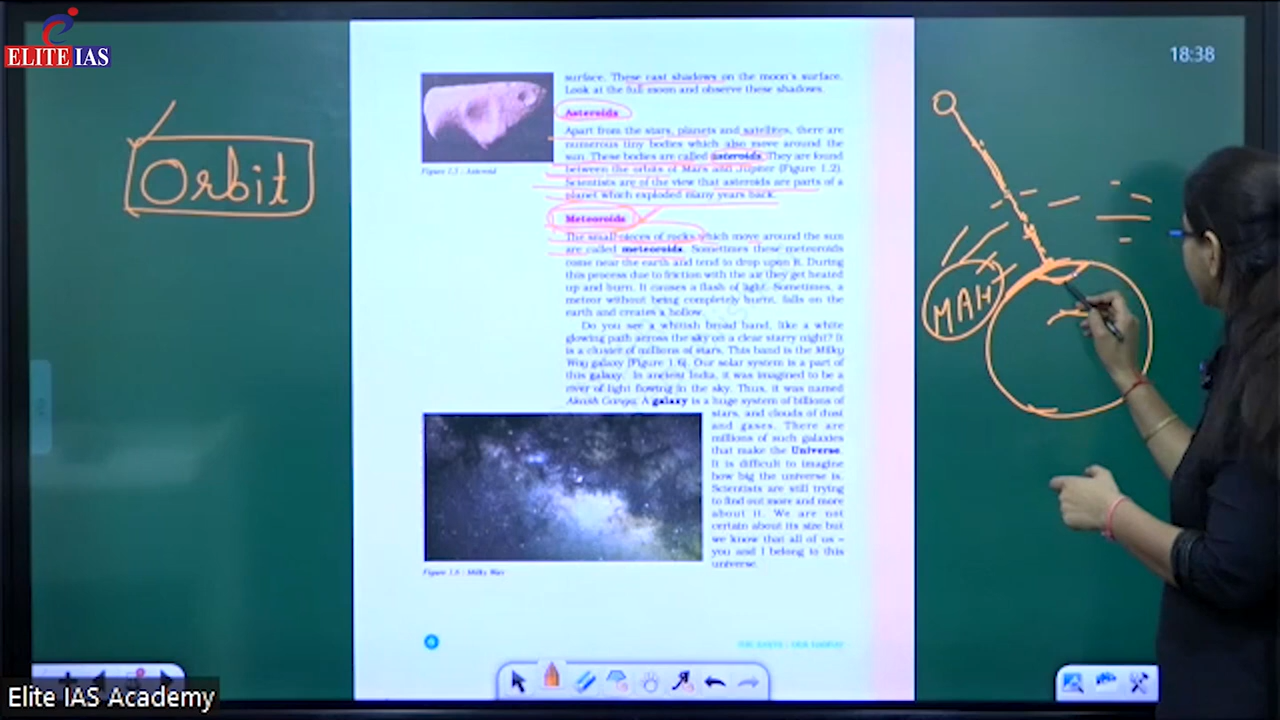 ELITE IAS
18:38
Orbit
MAH
surface. These cast shadows on the moon's surface.
Look at the full moon and observe these shadows.
Asteroids
Apart from the stars, planets and satellites, there are
numerous tiny bodies which also move around the
sun. These bodies are called asteroids. They are found
between the orbits of Mars and Jupiter (Figure 1.2).
Scientists are of the view that asteroids are parts of a
planet which exploded many years back.
Figure 1.5 : Asteroid
Meteoroids
The small pieces of rocks which move around the sun
are called meteoroids. Sometimes these meteoroids
come near the earth and tend to drop upon it. During
this process due to friction with the air they get heated
up and burn. It causes a flash of light. Sometimes, a
meteor without being completely burnt, falls on the
earth and creates a hollow.
Do you see a whitish broad band, like a white
glowing path across the sky on a clear starry night? It
is a cluster of millions of stars. This band is the Milky
Way galaxy (Figure 1.6). Our solar system is a part of
this galaxy. In ancient India, it was imagined to be a
river of light flowing in the sky. Thus, it was named
Akash Ganga. A galaxy is a huge system of billions of
stars, and clouds of dust
and gases. There are
millions of such galaxies
that make the Universe.
It is difficult to imagine
how big the universe is.
Scientists are still trying
to find out more and more
about it. We are not
certain about its size but
we know that all of us –
you and I belong to this
universe.
Figure 1.6 : Milky Way
Elite IAS Academy